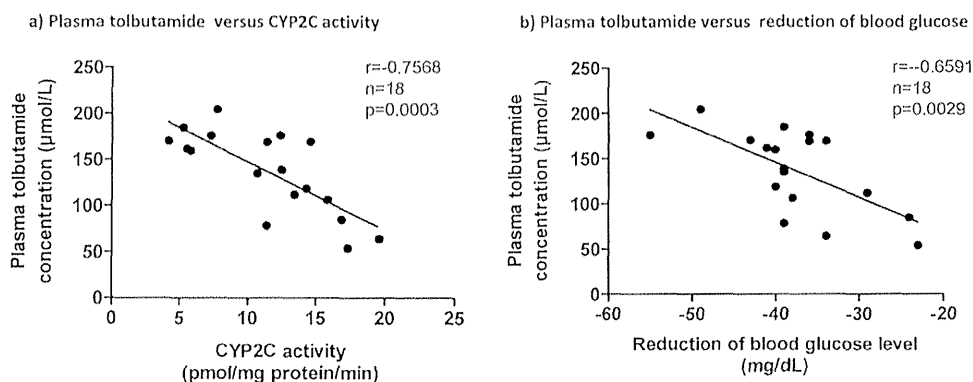 a) Plasma tolbutamide versus CYP2C activity
r=-0.7568
n=18
p=0.0003
Plasma tolbutamide
concentration (µmol/L)
250
200
150
100
50
0
0 5 10 15 20 25
CYP2C activity
(pmol/mg protein/min)
b) Plasma tolbutamide versus reduction of blood glucose
r=--0.6591
n=18
p=0.0029
Plasma tolbutamide
concentration (µmol/L)
250
200
150
100
50
0
-60 -50 -40 -30 -20 -10
Reduction of blood glucose level
(mg/dL)